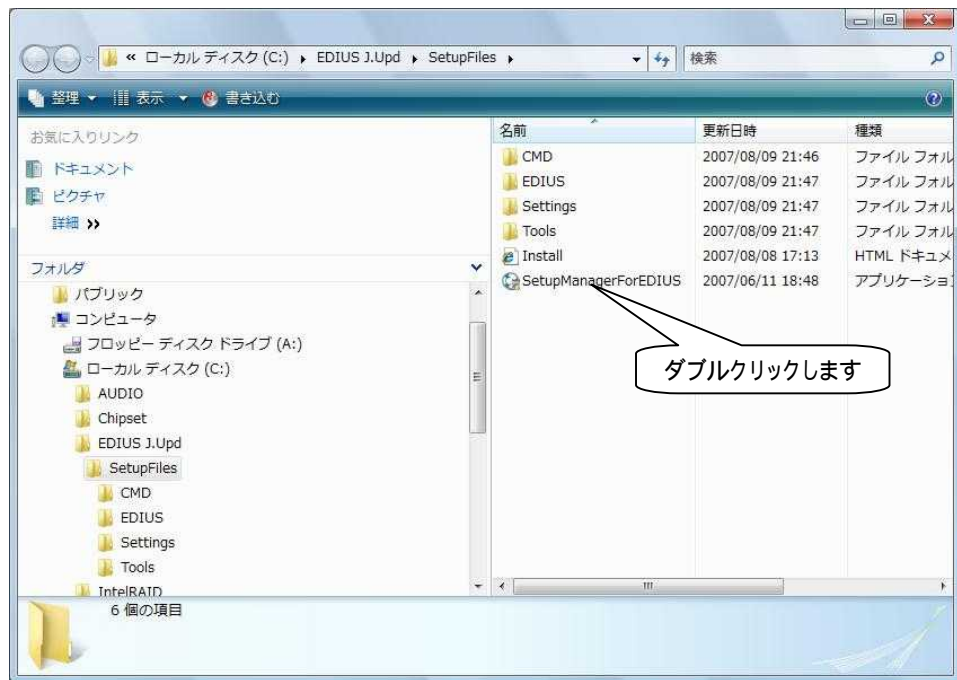 « ローカル ディスク (C:) ▸ EDIUS J.Upd ▸ SetupFiles ▸ 検索
整理 表示 書き込む
お気に入りリンク
ドキュメント
ピクチャ
詳細 »
フォルダ
パブリック
コンピュータ
フロッピー ディスク ドライブ (A:)
ローカル ディスク (C:)
AUDIO
Chipset
EDIUS J.Upd
SetupFiles
CMD
EDIUS
Settings
Tools
IntelRAID
名前 更新日時 種類
CMD 2007/08/09 21:46 ファイル フォル
EDIUS 2007/08/09 21:47 ファイル フォル
Settings 2007/08/09 21:47 ファイル フォル
Tools 2007/08/09 21:47 ファイル フォル
Install 2007/08/08 17:13 HTML ドキュメ
SetupManagerForEDIUS 2007/06/11 18:48 アプリケーショ
ダブルクリックします
6 個の項目